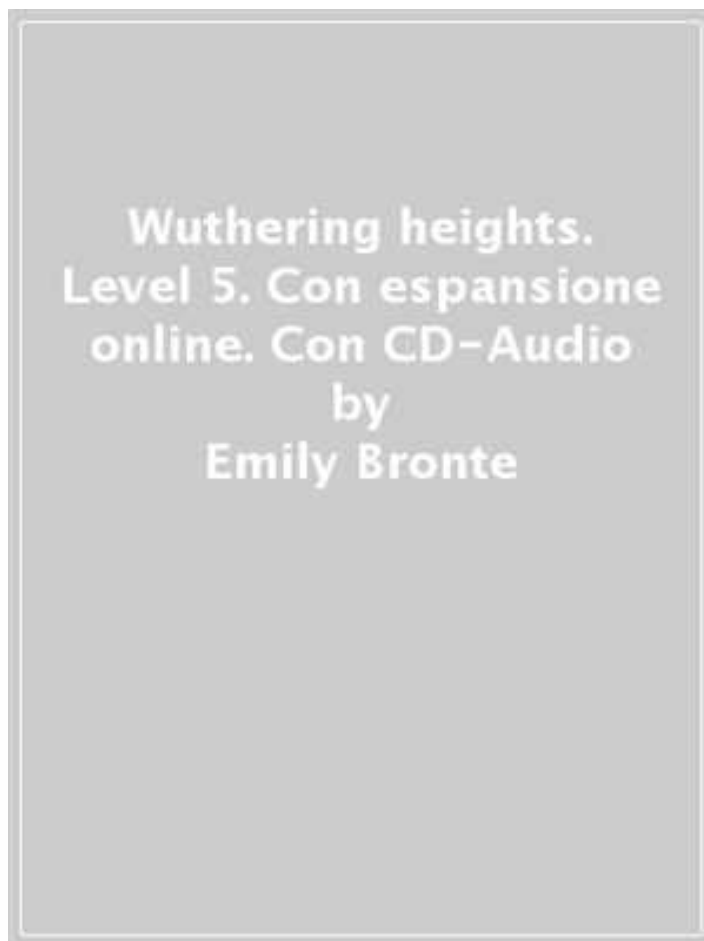 Wuthering heights.
Level 5. Con espansione
online. Con CD-Audio
by
Emily Bronte